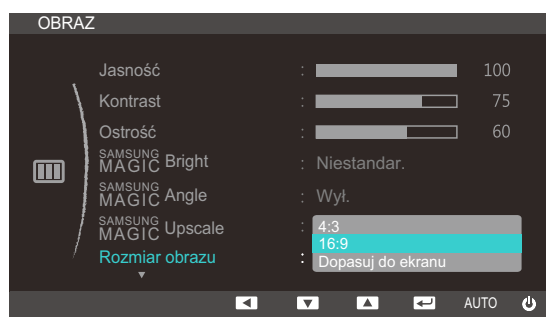 OBRAZ
Jasność : 100
Kontrast : 75
Ostrość : 60
SAMSUNG MAGIC Bright : Niestandar.
SAMSUNG MAGIC Angle : Wył.
SAMSUNG MAGIC Upscale : 4:3
16:9
Rozmiar obrazu : Dopasuj do ekranu
AUTO